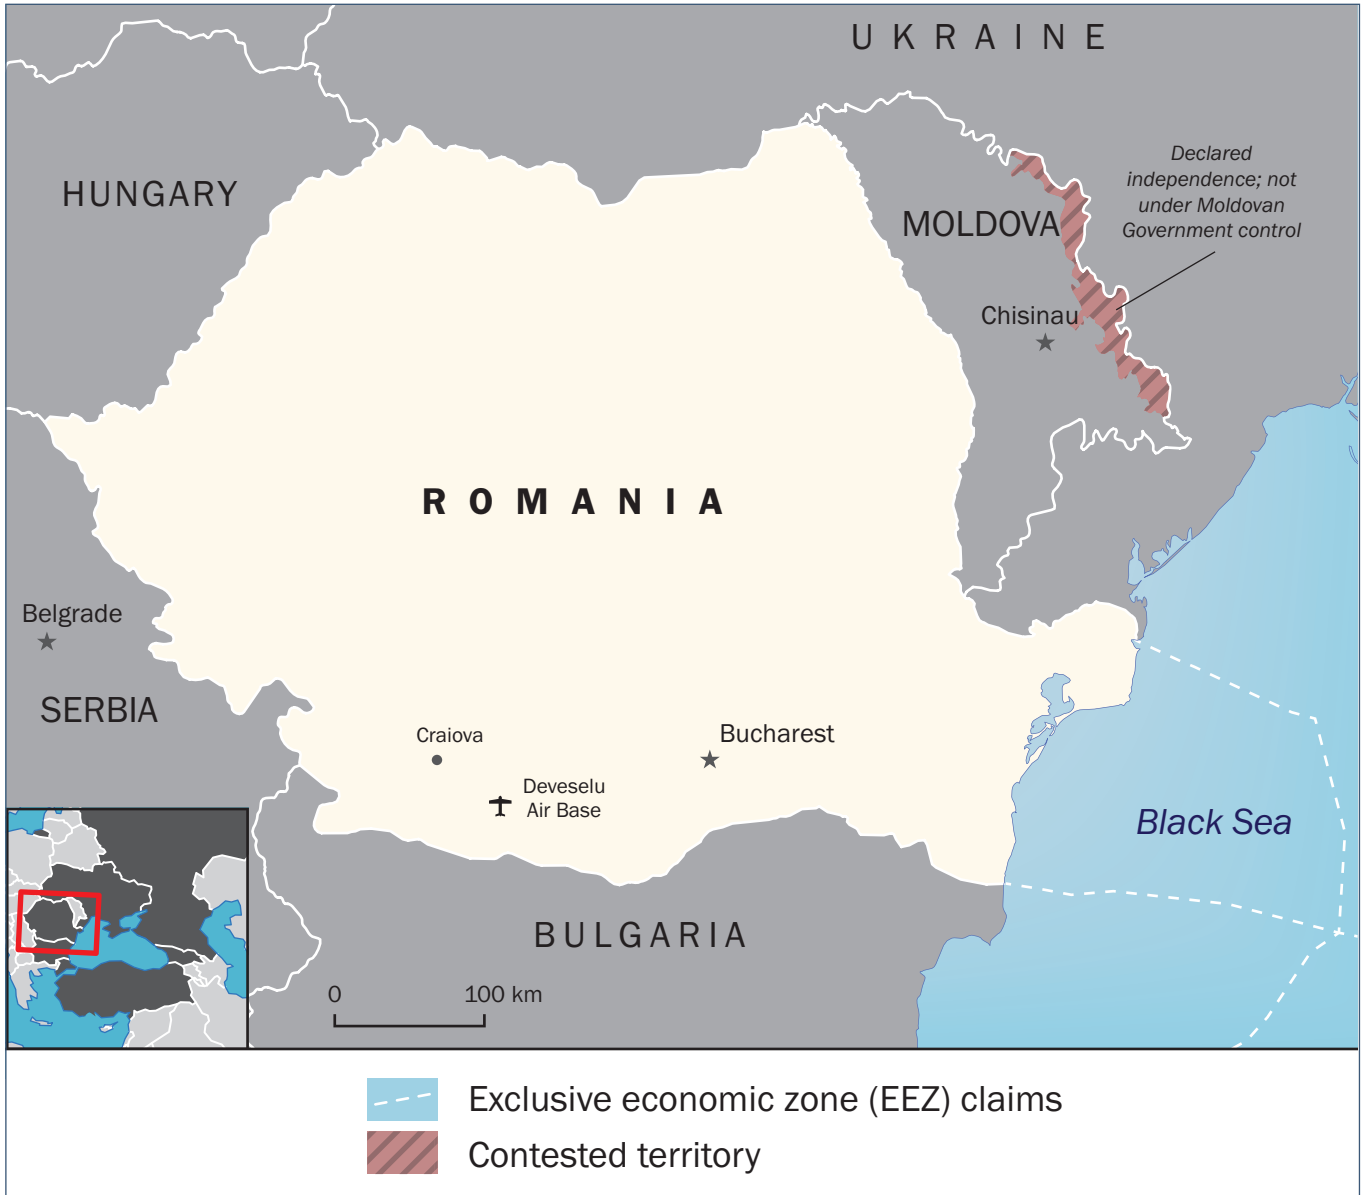 UKRAINE
HUNGARY
Declared
independence; not
under Moldovan
Government control
MOLDOVA
Chisinau
ROMANIA
Belgrade
SERBIA
Craiova
Bucharest
Deveselu
Air Base
Black Sea
BULGARIA
0 100 km
Exclusive economic zone (EEZ) claims
Contested territory